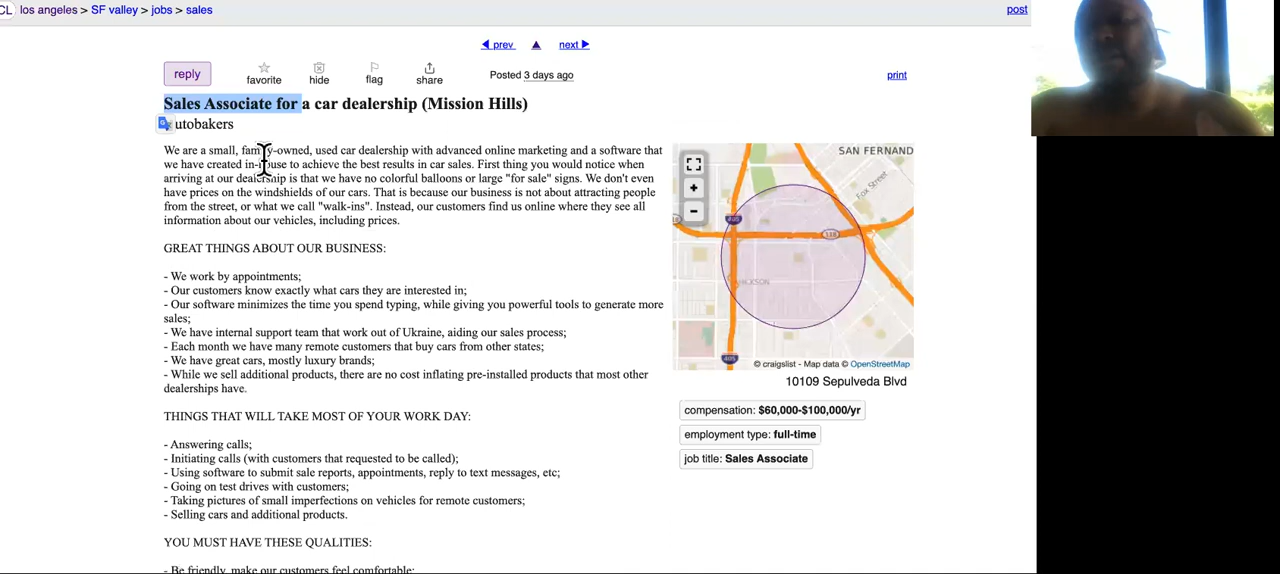 CL los angeles > SF valley > jobs > sales post
◀ prev ▲ next ▶
reply favorite hide flag share Posted 3 days ago print
Sales Associate for a car dealership (Mission Hills)
utobakers
We are a small, family-owned, used car dealership with advanced online marketing and a software that
we have created in-house to achieve the best results in car sales. First thing you would notice when
arriving at our dealership is that we have no colorful balloons or large "for sale" signs. We don't even
have prices on the windshields of our cars. That is because our business is not about attracting people
from the street, or what we call "walk-ins". Instead, our customers find us online where they see all
information about our vehicles, including prices.
GREAT THINGS ABOUT OUR BUSINESS:
- We work by appointments;
- Our customers know exactly what cars they are interested in;
- Our software minimizes the time you spend typing, while giving you powerful tools to generate more
sales;
- We have internal support team that work out of Ukraine, aiding our sales process;
- Each month we have many remote customers that buy cars from other states;
- We have great cars, mostly luxury brands;
- While we sell additional products, there are no cost inflating pre-installed products that most other
dealerships have.
THINGS THAT WILL TAKE MOST OF YOUR WORK DAY:
- Answering calls;
- Initiating calls (with customers that requested to be called);
- Using software to submit sale reports, appointments, reply to text messages, etc;
- Going on test drives with customers;
- Taking pictures of small imperfections on vehicles for remote customers;
- Selling cars and additional products.
YOU MUST HAVE THESE QUALITIES:
- Be friendly, make our customers feel comfortable;
SAN FERNAND
Fox Street
405
118
JACKSON
405
© craigslist - Map data © OpenStreetMap
10109 Sepulveda Blvd
compensation: $60,000-$100,000/yr
employment type: full-time
job title: Sales Associate